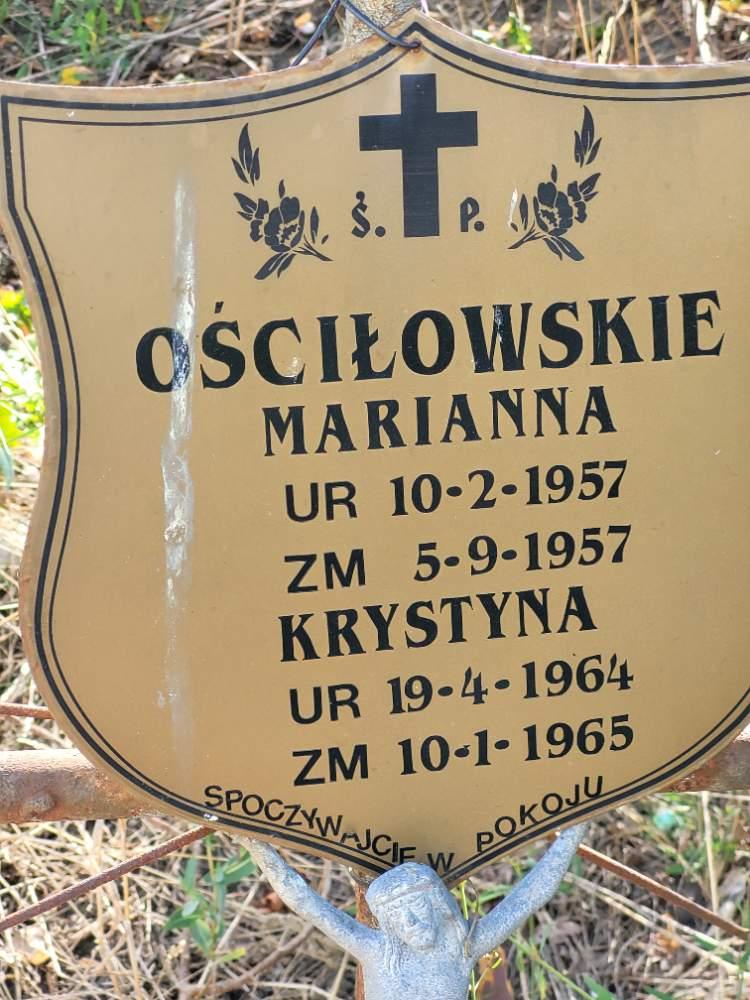 Ś. P.
OŚCIŁOWSKIE
MARIANNA
UR 10•2•1957
ZM 5•9•1957
KRYSTYNA
UR 19•4•1964
ZM 10•1•1965
SPOCZYWAJCIE W POKOJU